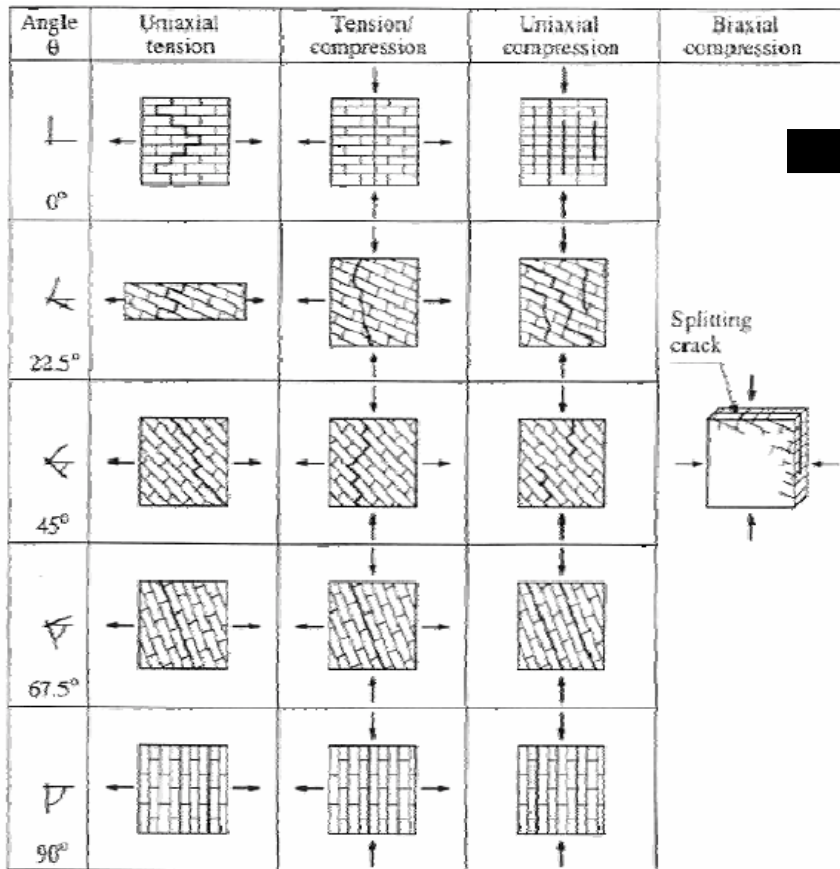 Angle
θ
Uniaxial
tension
Tension/
compression
Uniaxial
compression
Biaxial
compression
0°
22.5°
Splitting
crack
45°
67.5°
90°